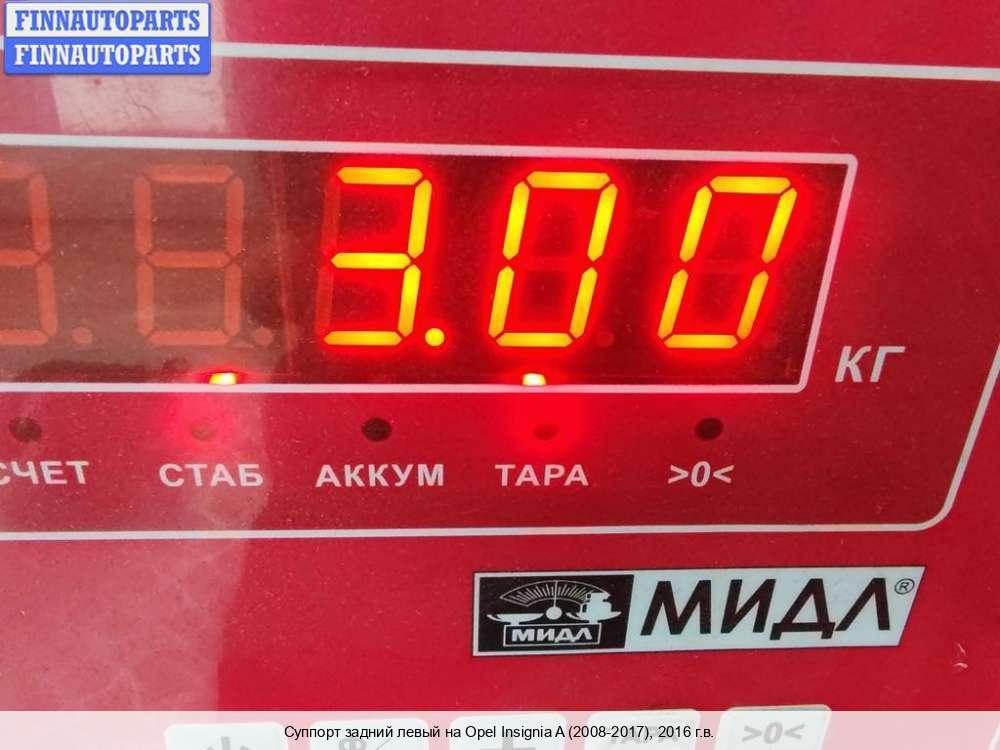 FINNAUTOPARTS
FINNAUTOPARTS
3.00
КГ
СЧЕТ СТАБ АККУМ ТАРА >0<
МИДЛ МИДЛ®
ТАРА >0<
Суппорт задний левый на Opel Insignia A (2008-2017), 2016 г.в.